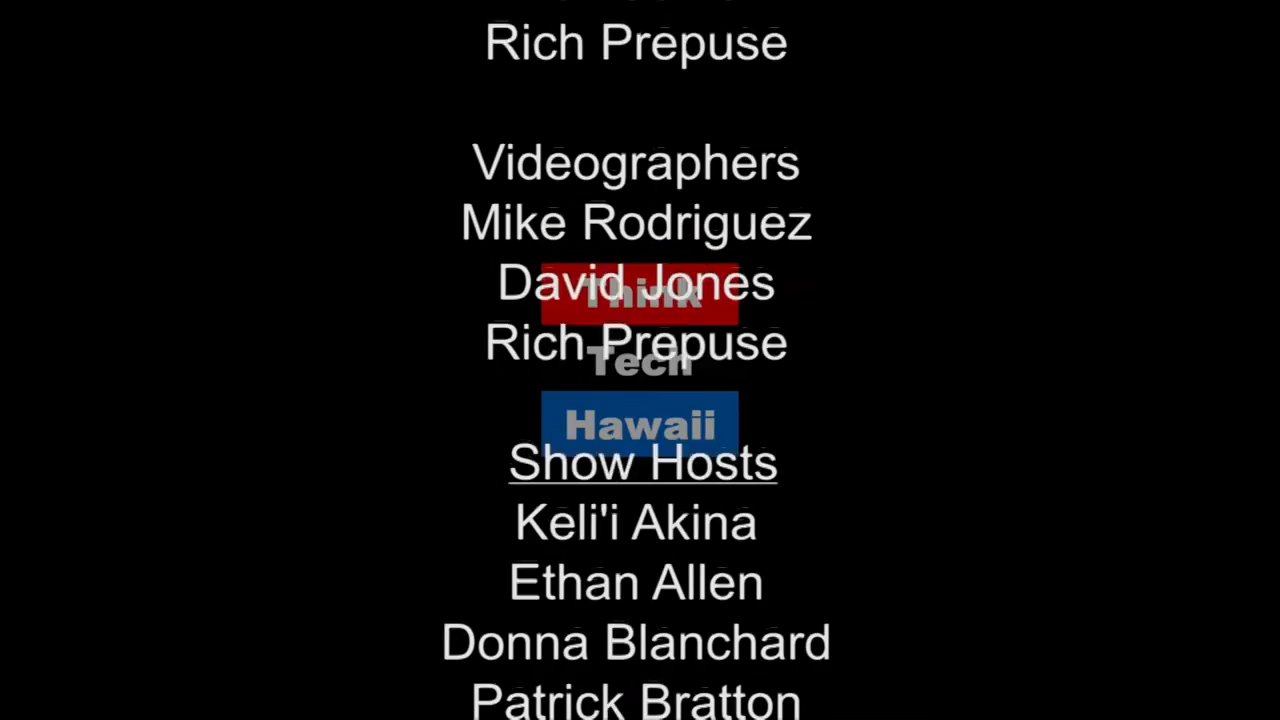 Rich Prepuse
Videographers
Mike Rodriguez
David Jones
Think
Rich Prepuse
Tech
Hawaii
Show Hosts
Keli'i Akina
Ethan Allen
Donna Blanchard
Patrick Bratton